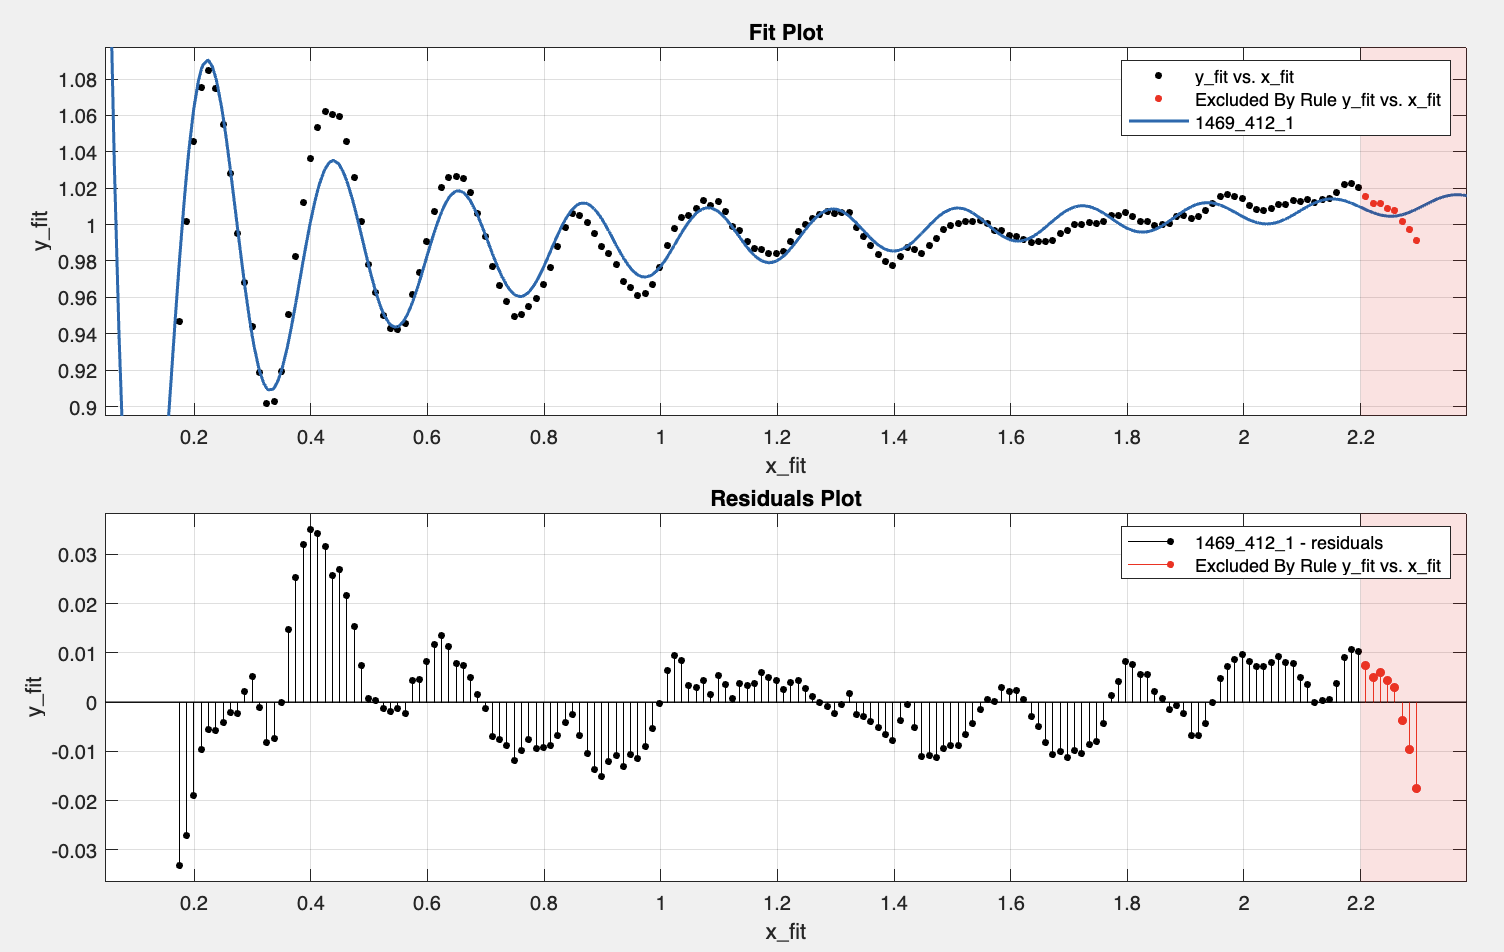 Fit Plot
y_fit vs. x_fit
Excluded By Rule y_fit vs. x_fit
1469_412_1
1.08
1.06
1.04
1.02
1
0.98
0.96
0.94
0.92
0.9
y_fit
0.2 0.4 0.6 0.8 1 1.2 1.4 1.6 1.8 2 2.2
x_fit
Residuals Plot
1469_412_1 - residuals
Excluded By Rule y_fit vs. x_fit
0.03
0.02
0.01
0
-0.01
-0.02
-0.03
y_fit
0.2 0.4 0.6 0.8 1 1.2 1.4 1.6 1.8 2 2.2
x_fit